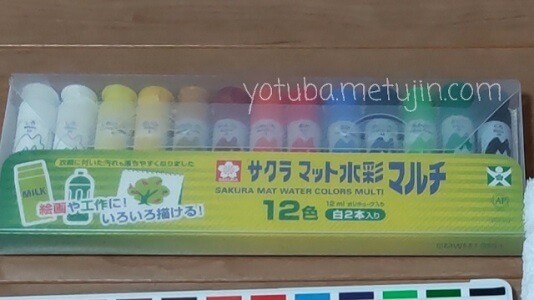 yotuba.metujin.com
衣服に付いた汚れも落ちやすくなりました
MILK
絵画や工作に!
いろいろ描ける!
サクラ マット水彩 マルチ
SAKURA MAT WATER COLORS MULTI
12色
白2本入り
AP